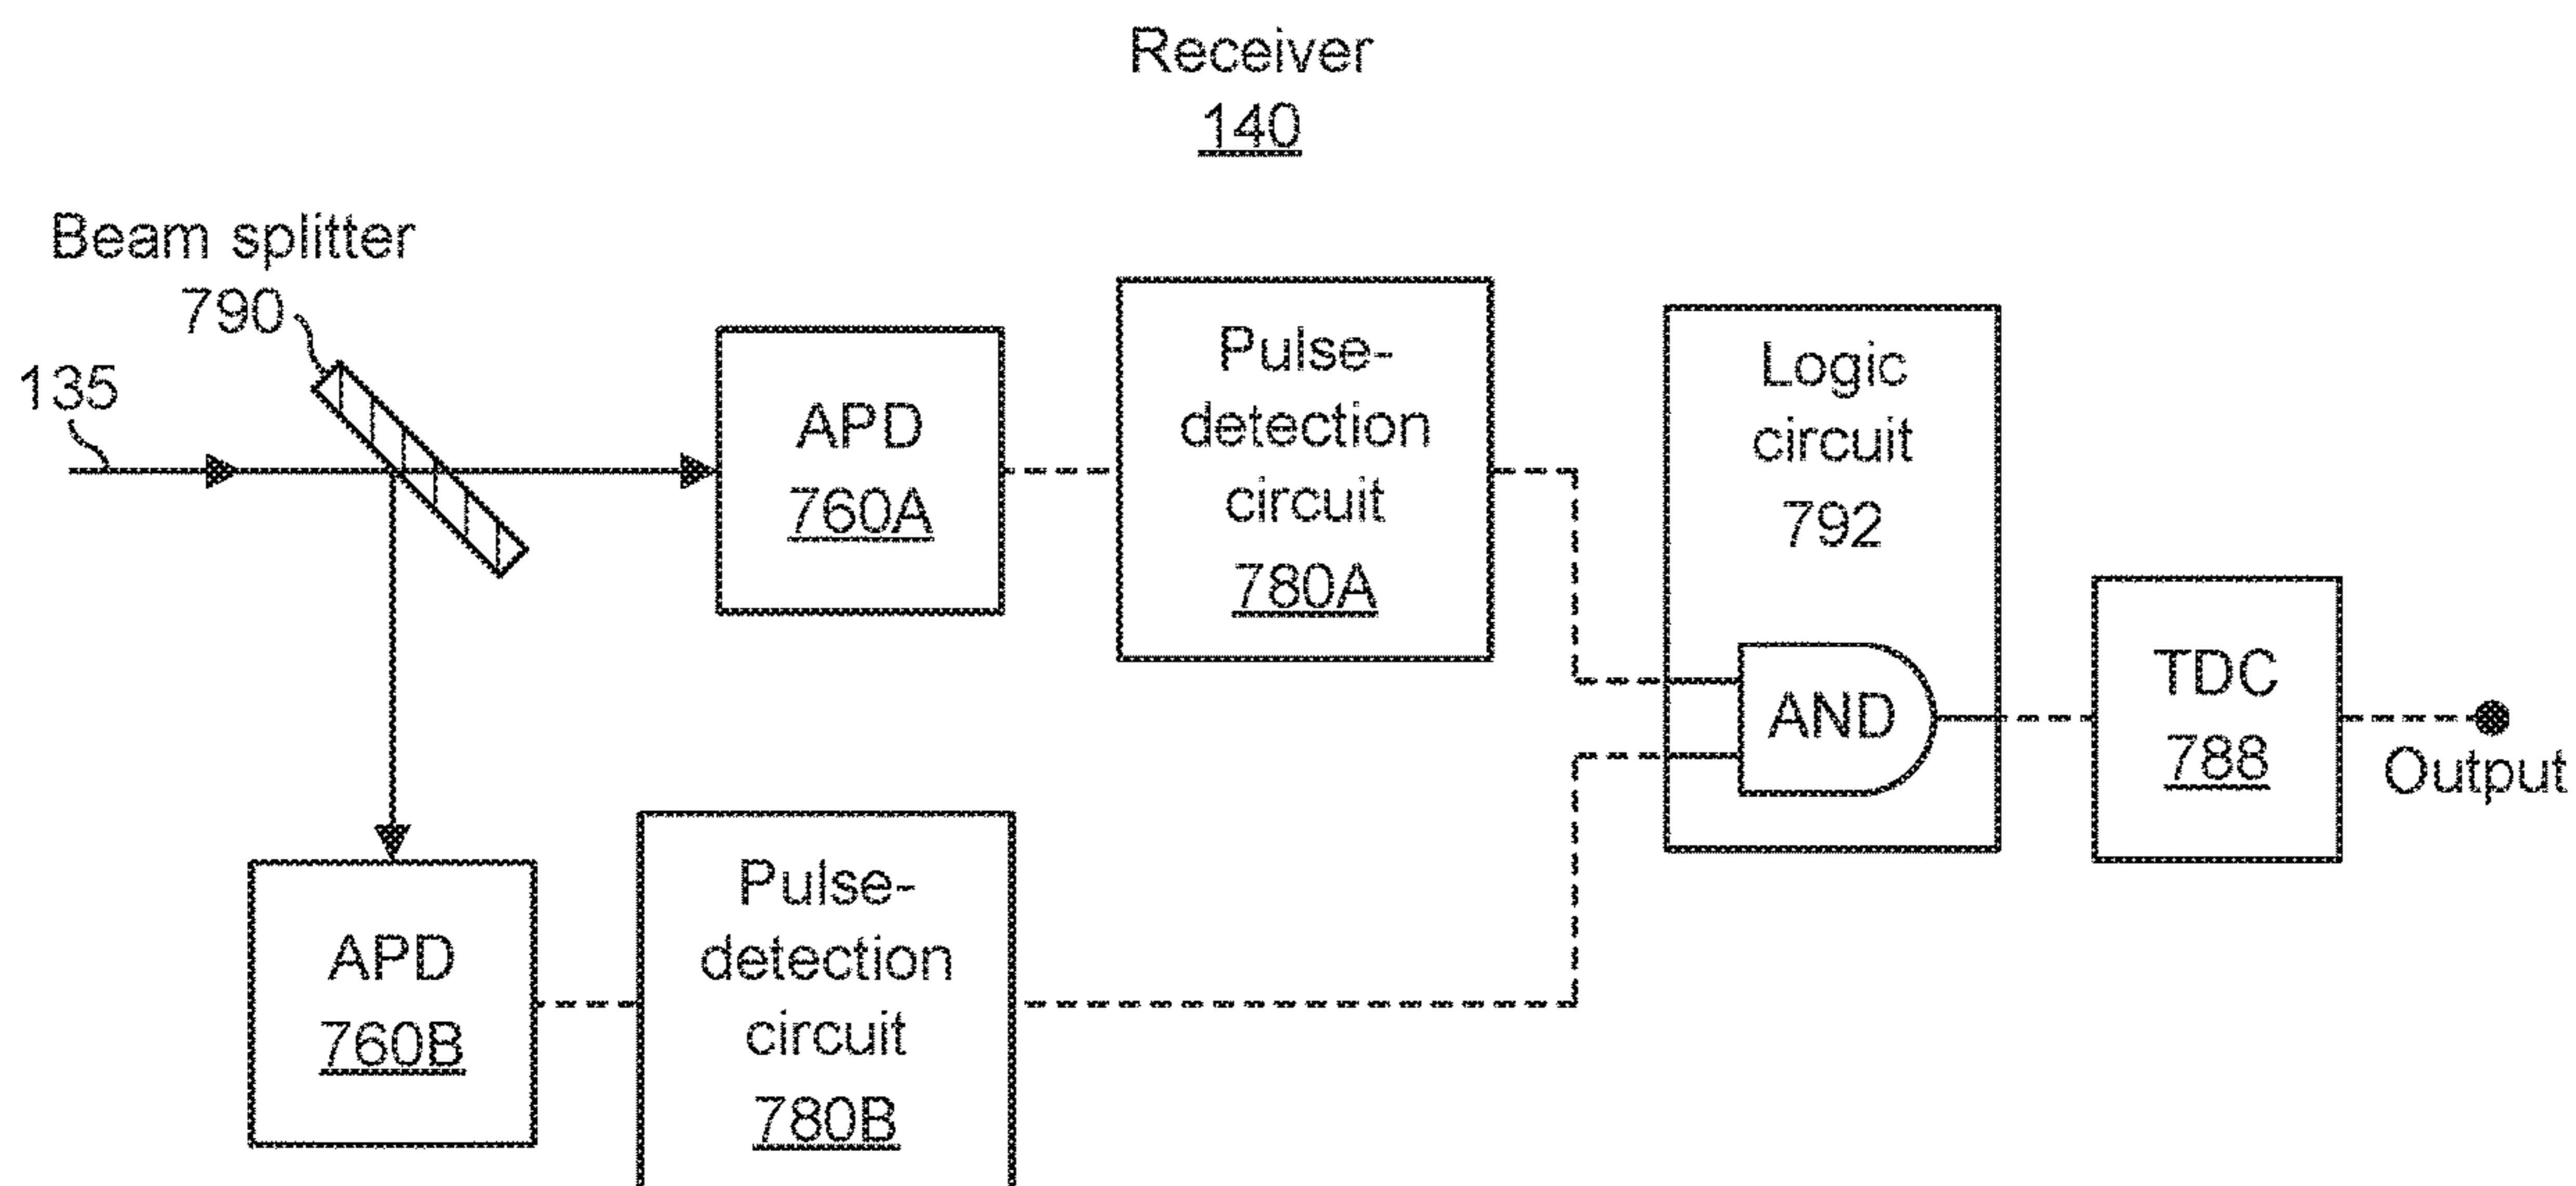 Receiver
140
Beam splitter
790
135
APD
760A
Pulse-
detection
circuit
780A
Logic
circuit
792
AND
TDC
788
Output
APD
760B
Pulse-
detection
circuit
780B